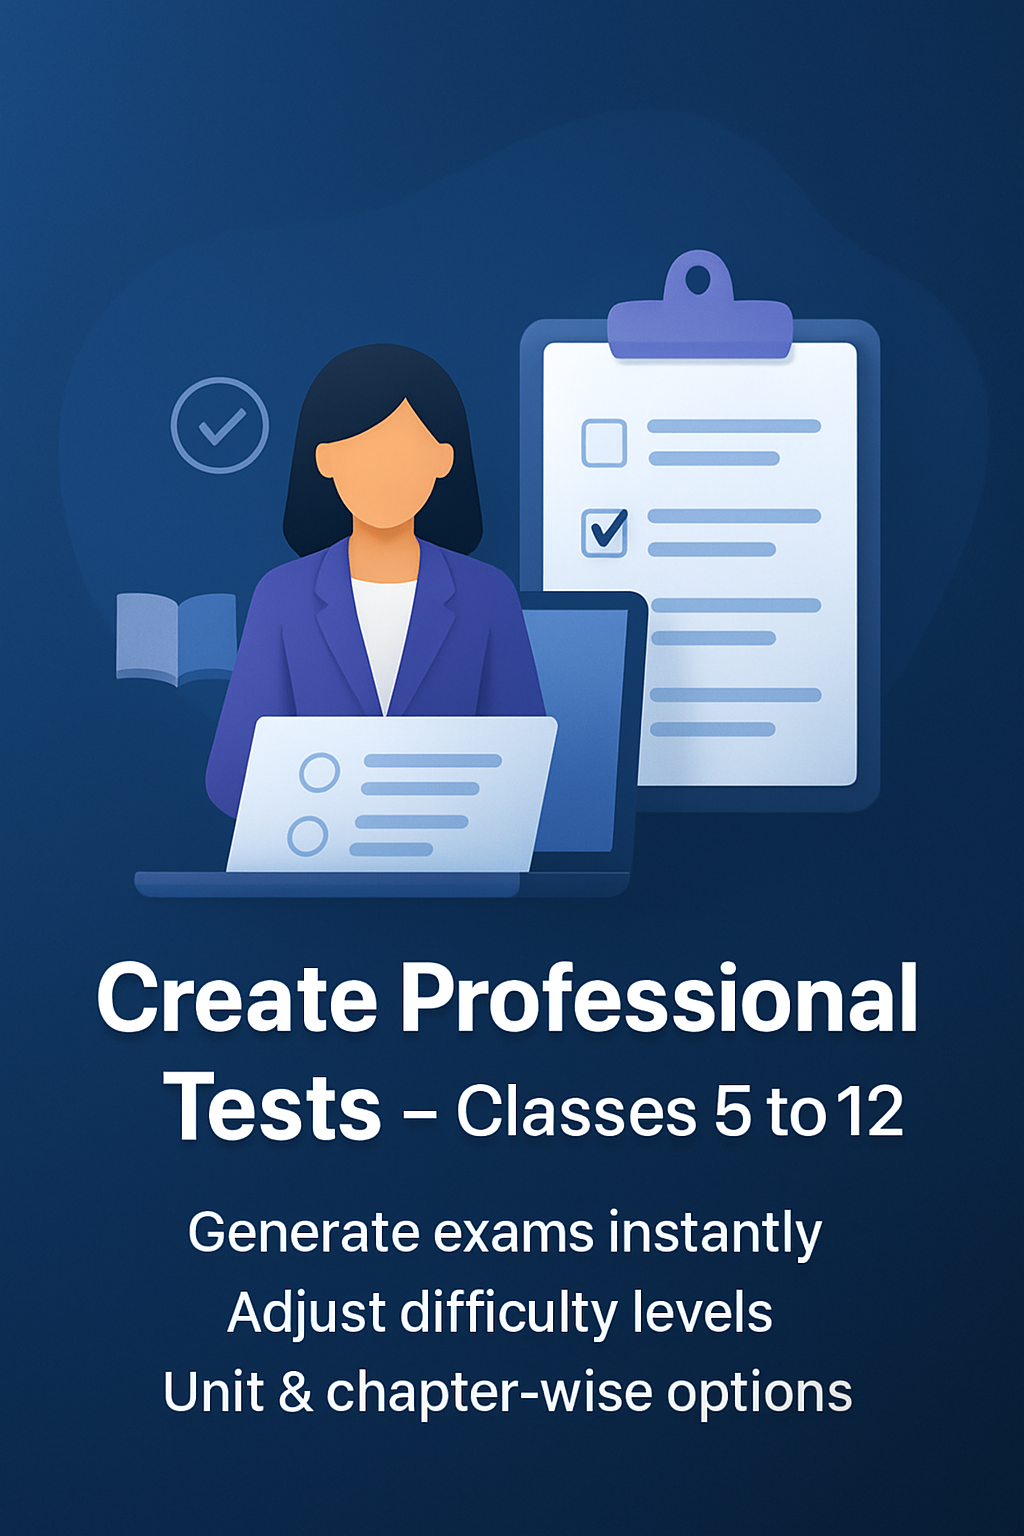 Create Professional
Tests – Classes 5 to 12
Generate exams instantly
Adjust difficulty levels
Unit & chapter-wise options